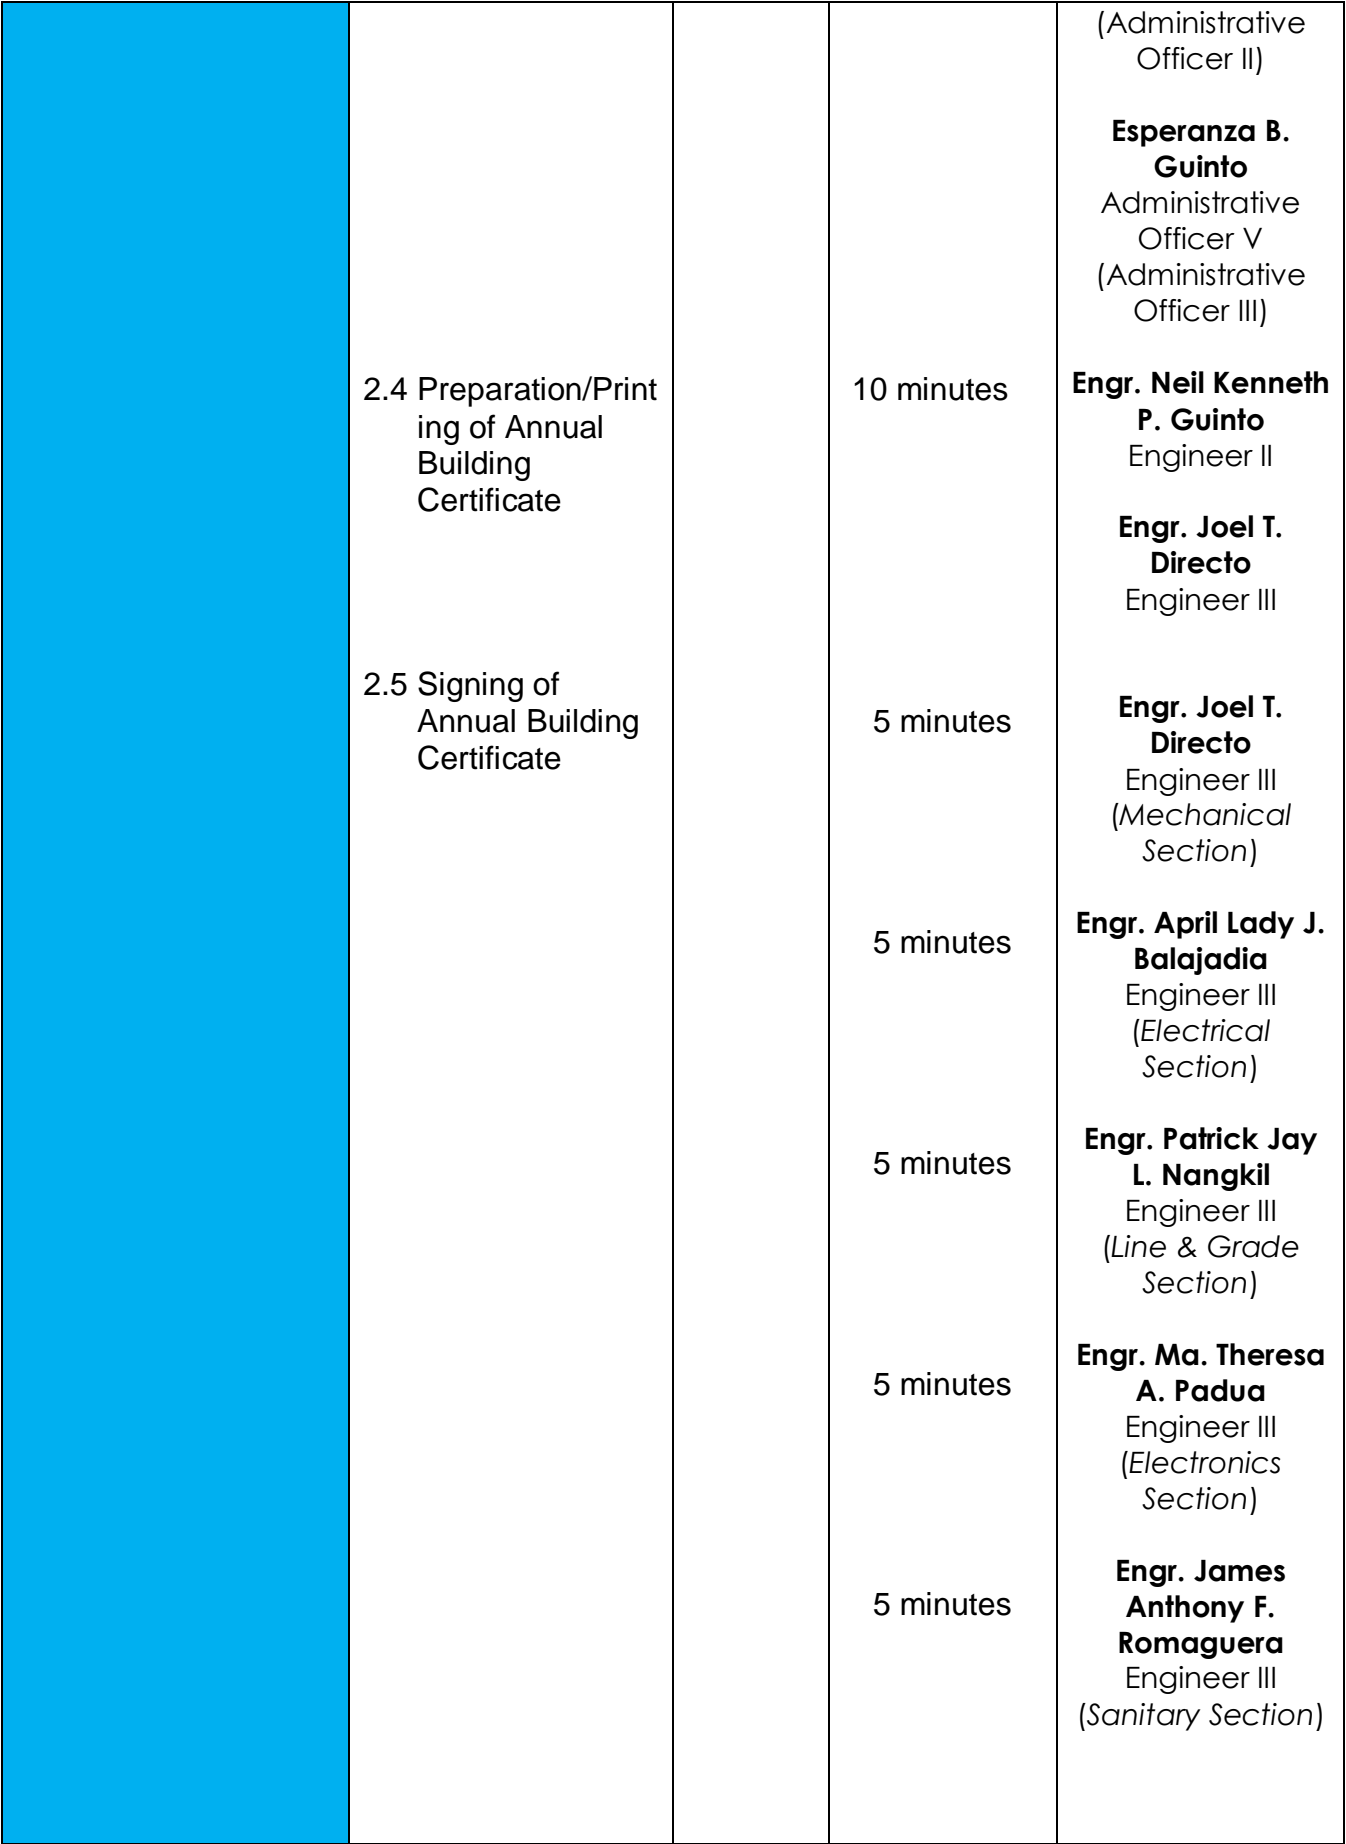 (Administrative
Officer II)
Esperanza B.
Guinto
Administrative
Officer V
(Administrative
Officer III)
2.4 Preparation/Print
ing of Annual
Building
Certificate
10 minutes
Engr. Neil Kenneth
P. Guinto
Engineer II
Engr. Joel T.
Directo
Engineer III
2.5 Signing of
Annual Building
Certificate
5 minutes
Engr. Joel T.
Directo
Engineer III
(Mechanical
Section)
5 minutes
Engr. April Lady J.
Balajadia
Engineer III
(Electrical
Section)
5 minutes
Engr. Patrick Jay
L. Nangkil
Engineer III
(Line & Grade
Section)
5 minutes
Engr. Ma. Theresa
A. Padua
Engineer III
(Electronics
Section)
5 minutes
Engr. James
Anthony F.
Romaguera
Engineer III
(Sanitary Section)